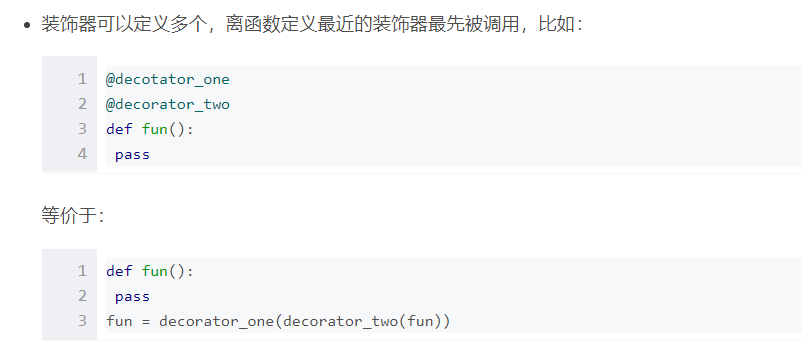 装饰器可以定义多个，离函数定义最近的装饰器最先被调用，比如：
1 @decotator_one
2 @decorator_two
3 def fun():
4  pass
等价于：
1 def fun():
2  pass
3 fun = decorator_one(decorator_two(fun))